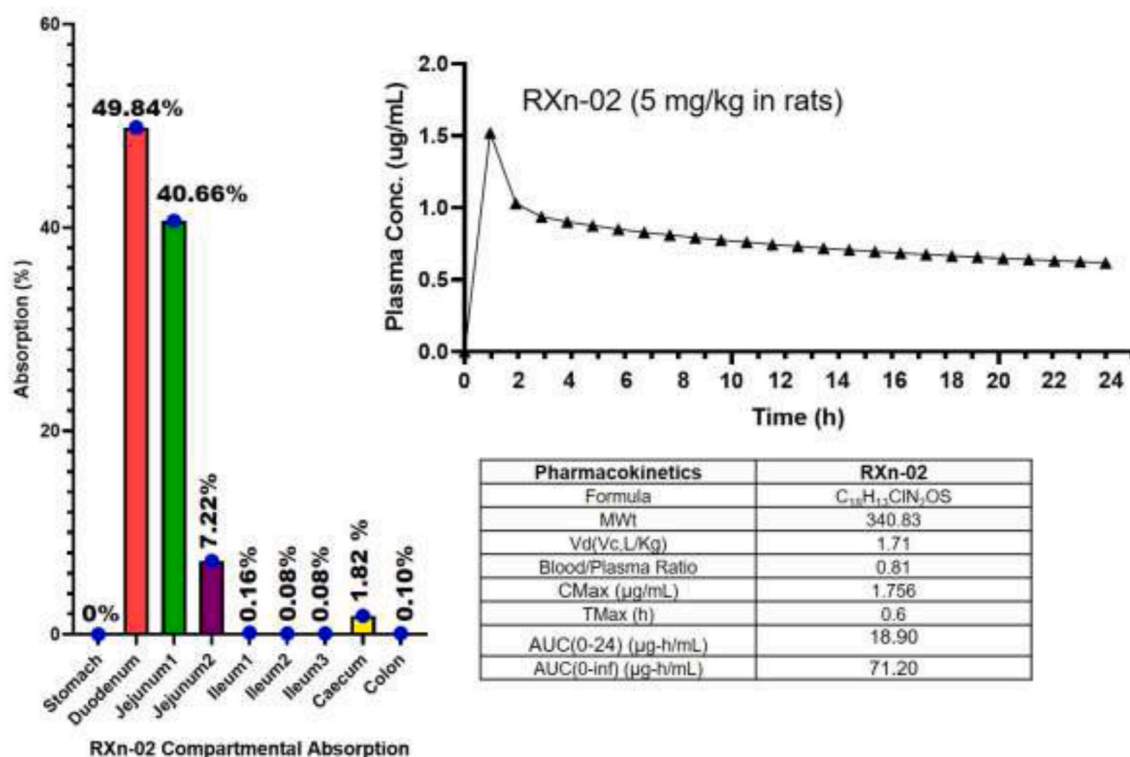 60
40
20
0
Absorption (%)
0%
49.84%
40.66%
7.22%
0.16%
0.08%
0.08%
1.82 %
0.10%
Stomach
Duodenum
Jejunum1
Jejunum2
Ileum1
Ileum2
Ileum3
Caecum
Colon
RXn-02 Compartmental Absorption
RXn-02 (5 mg/kg in rats)
Plasma Conc. (ug/mL)
2.0
1.5
1.0
0.5
0.0
0 2 4 6 8 10 12 14 16 18 20 22 24
Time (h)
Pharmacokinetics RXn-02
Formula
MWt 340.83
Vd(Vc,L/Kg) 1.71
Blood/Plasma Ratio 0.81
CMax (µg/mL) 1.756
TMax (h) 0.6
AUC(0-24) (µg-h/mL) 18.90
AUC(0-inf) (µg-h/mL) 71.20